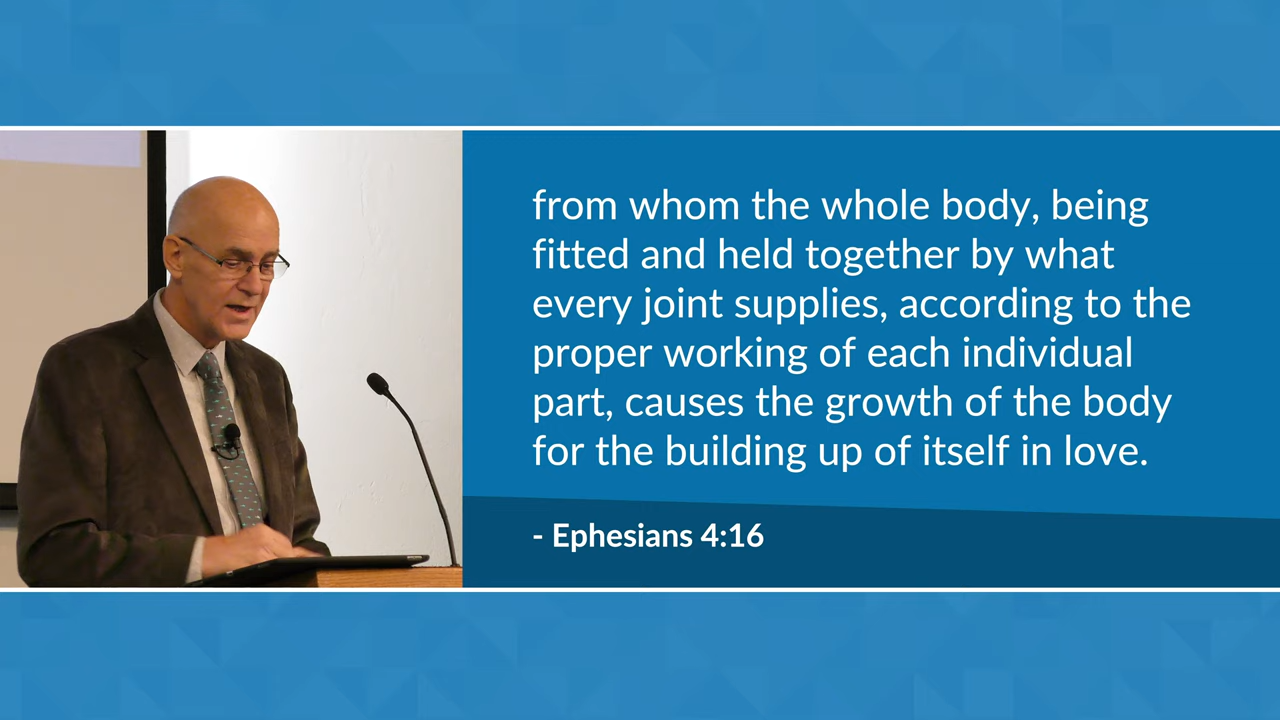 from whom the whole body, being
fitted and held together by what
every joint supplies, according to the
proper working of each individual
part, causes the growth of the body
for the building up of itself in love.
- Ephesians 4:16